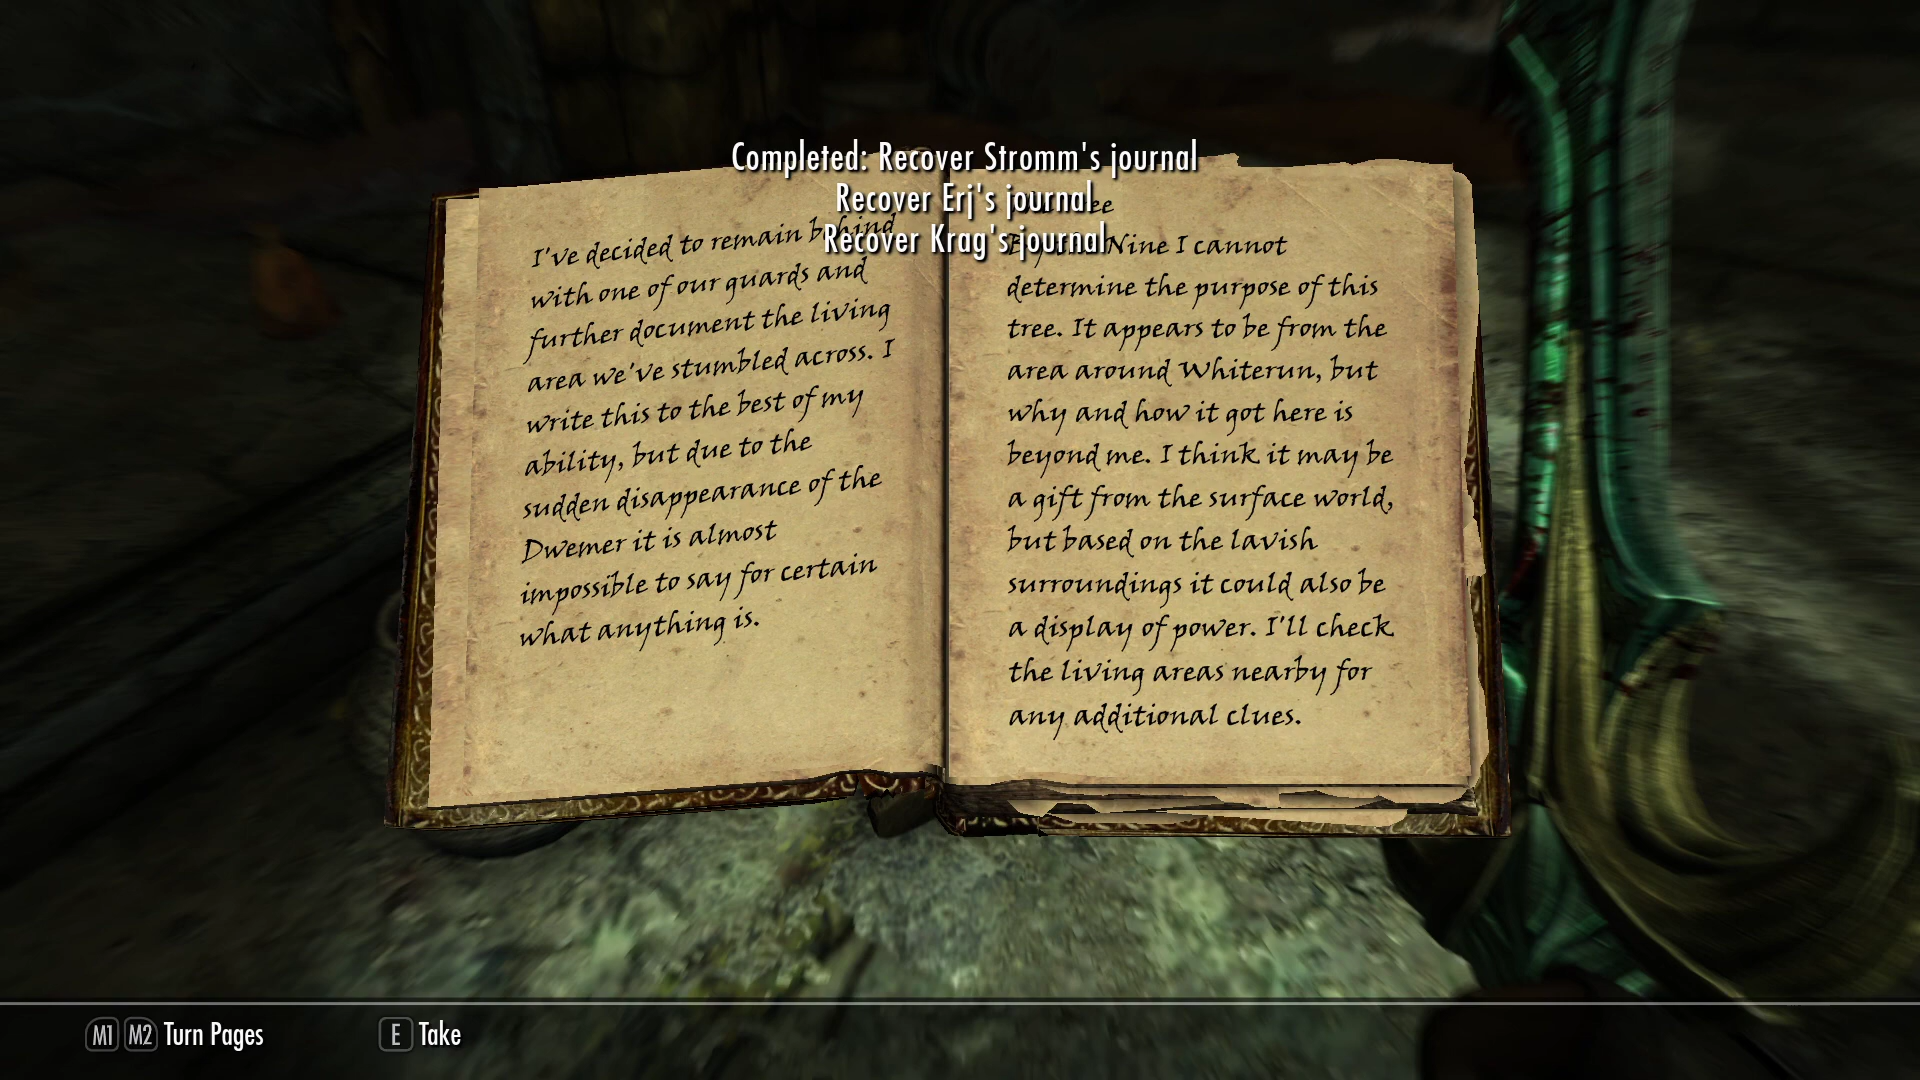 Completed: Recover Stromm's journal
Recover Erj's journal
Recover Krag's journal
I've decided to remain behind
with one of our guards and
further document the living
area we've stumbled across. I
write this to the best of my
ability, but due to the
sudden disappearance of the
Dwemer it is almost
impossible to say for certain
what anything is.
Nine I cannot
determine the purpose of this
tree. It appears to be from the
area around Whiterun, but
why and how it got here is
beyond me. I think it may be
a gift from the surface world,
but based on the lavish
surroundings it could also be
a display of power. I'll check
the living areas nearby for
any additional clues.
M1 M2 Turn Pages
E Take